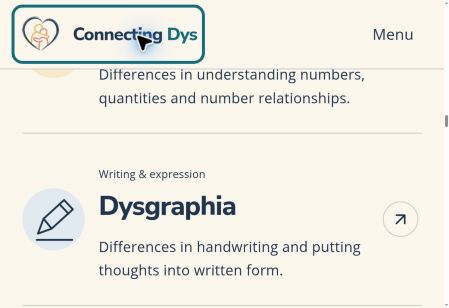 Connecting Dys
Menu
Differences in understanding numbers,
quantities and number relationships.
Writing & expression
Dysgraphia
Differences in handwriting and putting
thoughts into written form.